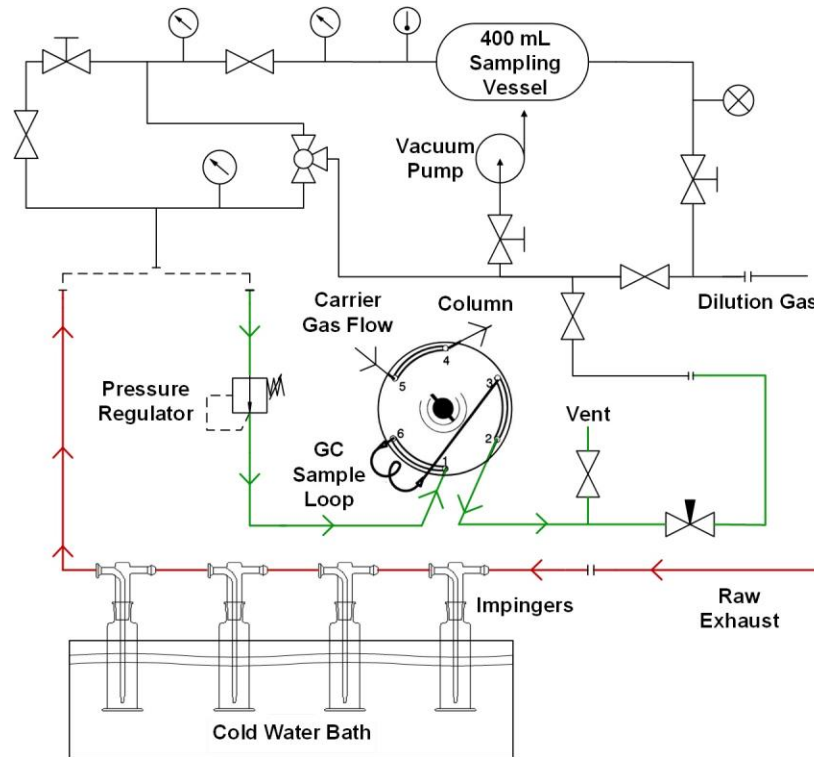 400 mL
Sampling
Vessel
Vacuum
Pump
Dilution Gas
Carrier
Gas Flow
Column
4
5
3
Pressure
Regulator
6
2
1
Vent
GC
Sample
Loop
Impingers
Raw
Exhaust
Cold Water Bath